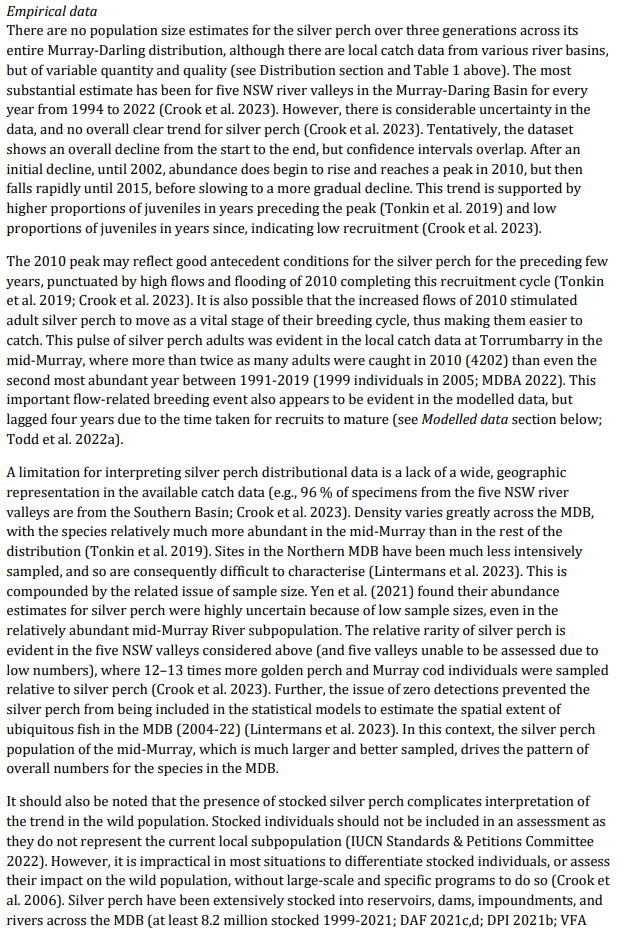 Empirical data
There are no population size estimates for the silver perch over three generations across its
entire Murray-Darling distribution, although there are local catch data from various river basins,
but of variable quantity and quality (see Distribution section and Table 1 above). The most
substantial estimate has been for five NSW river valleys in the Murray-Daring Basin for every
year from 1994 to 2022 (Crook et al. 2023). However, there is considerable uncertainty in the
data, and no overall clear trend for silver perch (Crook et al. 2023). Tentatively, the dataset
shows an overall decline from the start to the end, but confidence intervals overlap. After an
initial decline, until 2002, abundance does begin to rise and reaches a peak in 2010, but then
falls rapidly until 2015, before slowing to a more gradual decline. This trend is supported by
higher proportions of juveniles in years preceding the peak (Tonkin et al. 2019) and low
proportions of juveniles in years since, indicating low recruitment (Crook et al. 2023).
The 2010 peak may reflect good antecedent conditions for the silver perch for the preceding few
years, punctuated by high flows and flooding of 2010 completing this recruitment cycle (Tonkin
et al. 2019; Crook et al. 2023). It is also possible that the increased flows of 2010 stimulated
adult silver perch to move as a vital stage of their breeding cycle, thus making them easier to
catch. This pulse of silver perch adults was evident in the local catch data at Torrumbarry in the
mid-Murray, where more than twice as many adults were caught in 2010 (4202) than even the
second most abundant year between 1991-2019 (1999 individuals in 2005; MDBA 2022). This
important flow-related breeding event also appears to be evident in the modelled data, but
lagged four years due to the time taken for recruits to mature (see Modelled data section below;
Todd et al. 2022a).
A limitation for interpreting silver perch distributional data is a lack of a wide, geographic
representation in the available catch data (e.g., 96 % of specimens from the five NSW river
valleys are from the Southern Basin; Crook et al. 2023). Density varies greatly across the MDB,
with the species relatively much more abundant in the mid-Murray than in the rest of the
distribution (Tonkin et al. 2019). Sites in the Northern MDB have been much less intensively
sampled, and so are consequently difficult to characterise (Lintermans et al. 2023). This is
compounded by the related issue of sample size. Yen et al. (2021) found their abundance
estimates for silver perch were highly uncertain because of low sample sizes, even in the
relatively abundant mid-Murray River subpopulation. The relative rarity of silver perch is
evident in the five NSW valleys considered above (and five valleys unable to be assessed due to
low numbers), where 12–13 times more golden perch and Murray cod individuals were sampled
relative to silver perch (Crook et al. 2023). Further, the issue of zero detections prevented the
silver perch from being included in the statistical models to estimate the spatial extent of
ubiquitous fish in the MDB (2004-22) (Lintermans et al. 2023). In this context, the silver perch
population of the mid-Murray, which is much larger and better sampled, drives the pattern of
overall numbers for the species in the MDB.
It should also be noted that the presence of stocked silver perch complicates interpretation of
the trend in the wild population. Stocked individuals should not be included in an assessment as
they do not represent the current local subpopulation (IUCN Standards & Petitions Committee
2022). However, it is impractical in most situations to differentiate stocked individuals, or assess
their impact on the wild population, without large-scale and specific programs to do so (Crook et
al. 2006). Silver perch have been extensively stocked into reservoirs, dams, impoundments, and
rivers across the MDB (at least 8.2 million stocked 1999-2021; DAF 2021c,d; DPI 2021b; VFA